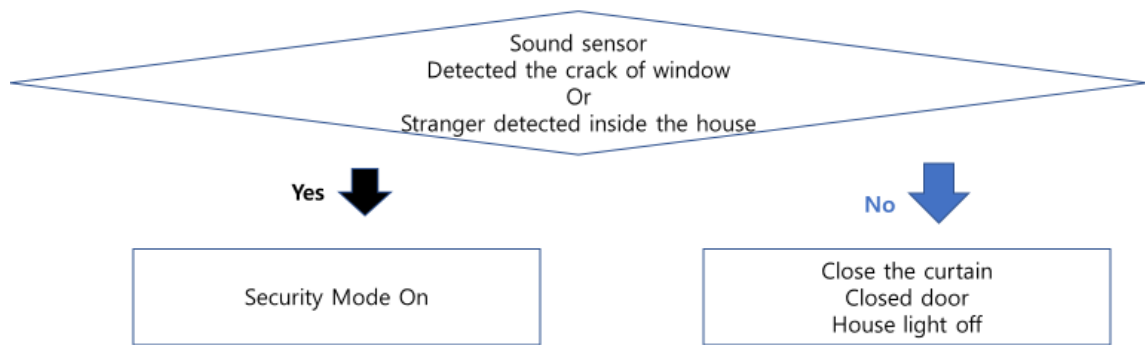 Sound sensor
Detected the crack of window
Or
Stranger detected inside the house
Yes
No
Security Mode On
Close the curtain
Closed door
House light off